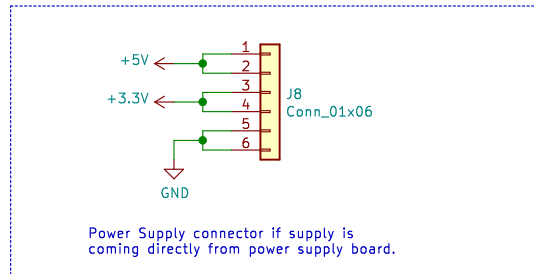 1
+5V
2
3
J8
+3.3V
4
Conn_01x06
5
6
GND
Power Supply connector if supply is
coming directly from power supply board.